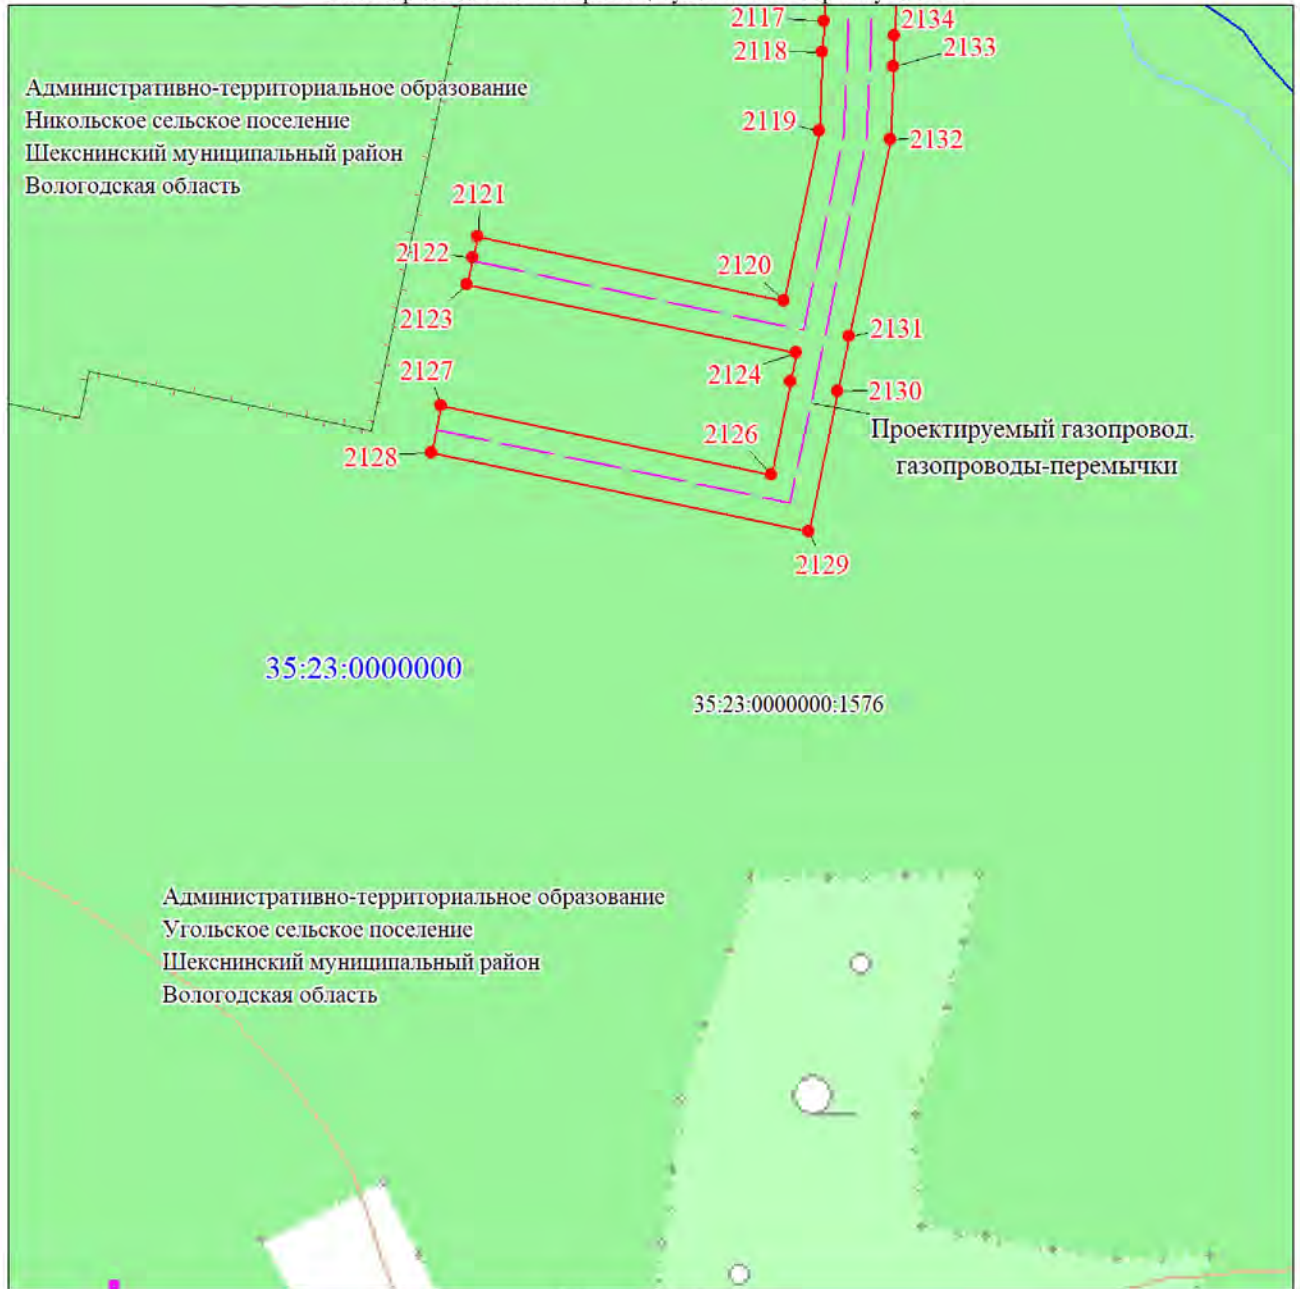 2117
2134
2118
2133
Административно-территориальное образование
Никольское сельское поселение
2119
2132
Шекснинский муниципальный район
Вологодская область
2121
2122
2120
2123
2131
2127
2124
2130
Проектируемый газопровод,
газопроводы-перемычки
2126
2128
2129
35:23:0000000
35:23:0000000:1576
Административно-территориальное образование
Угольское сельское поселение
Шекснинский муниципальный район
Вологодская область